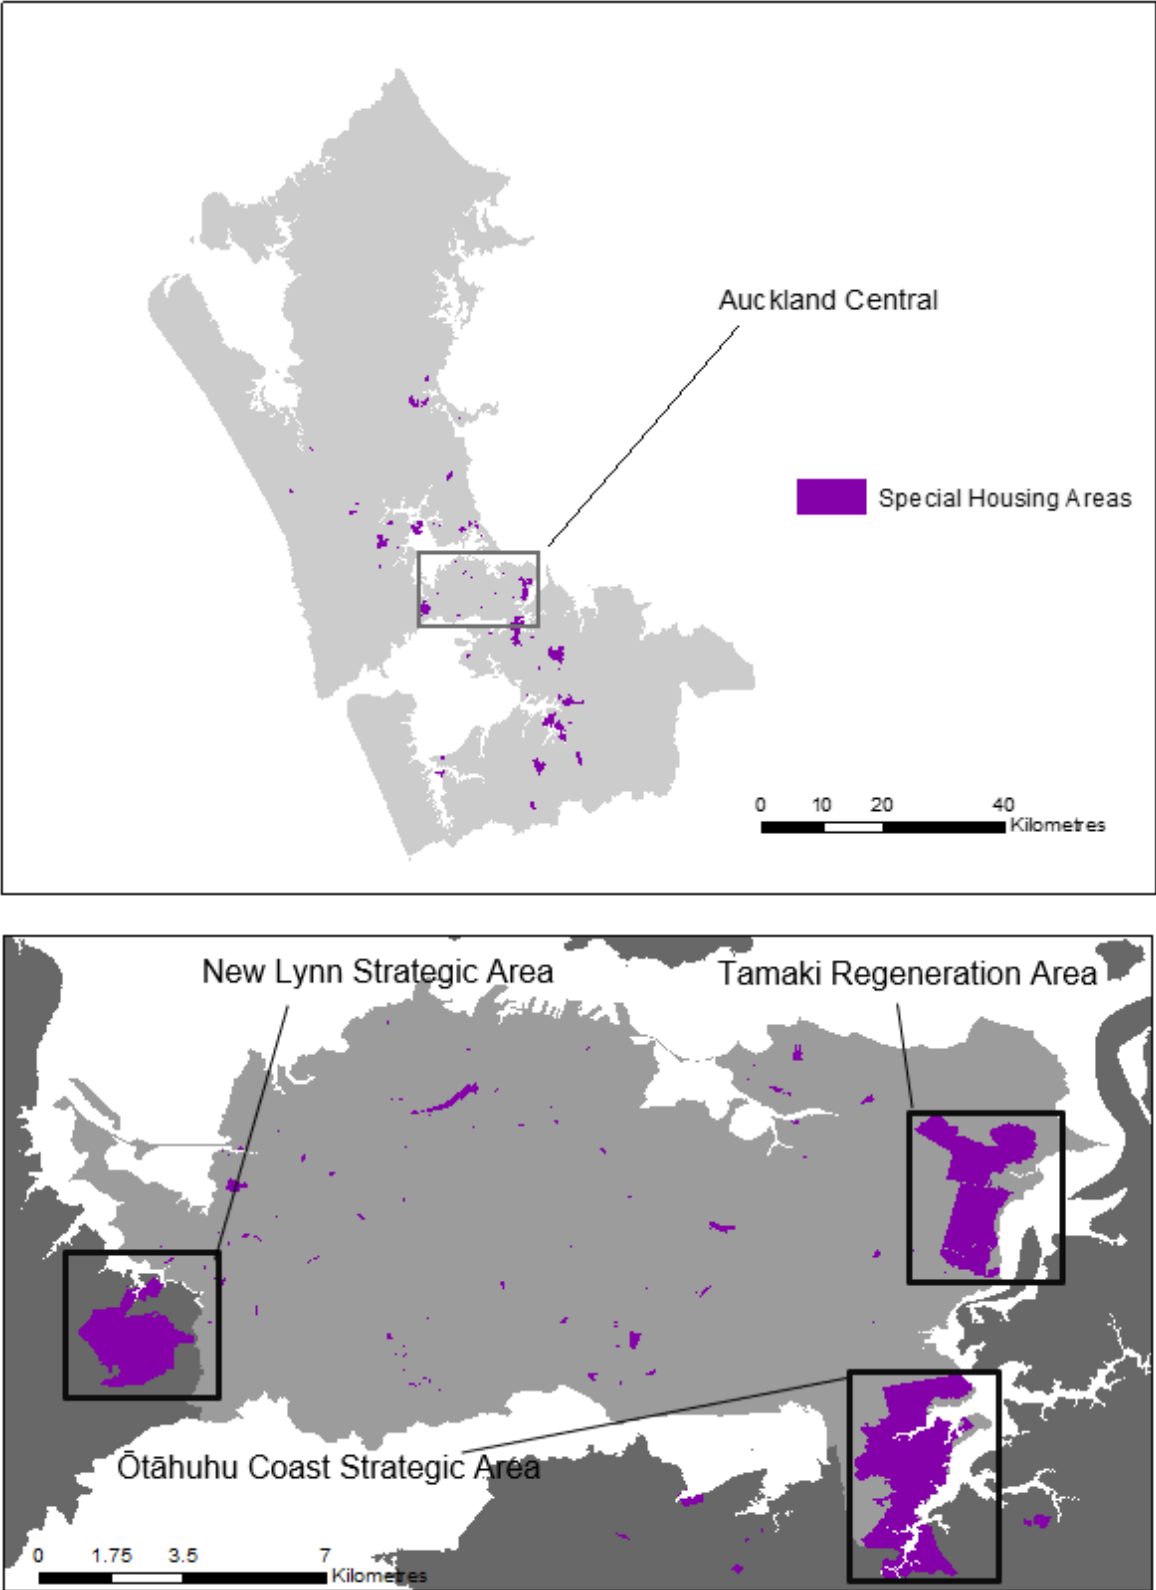 Auckland Central
Special Housing Areas
0 10 20 40
Kilometres
New Lynn Strategic Area
Tamaki Regeneration Area
Ōtāhuhu Coast Strategic Area
0 1.75 3.5 7
Kilometres